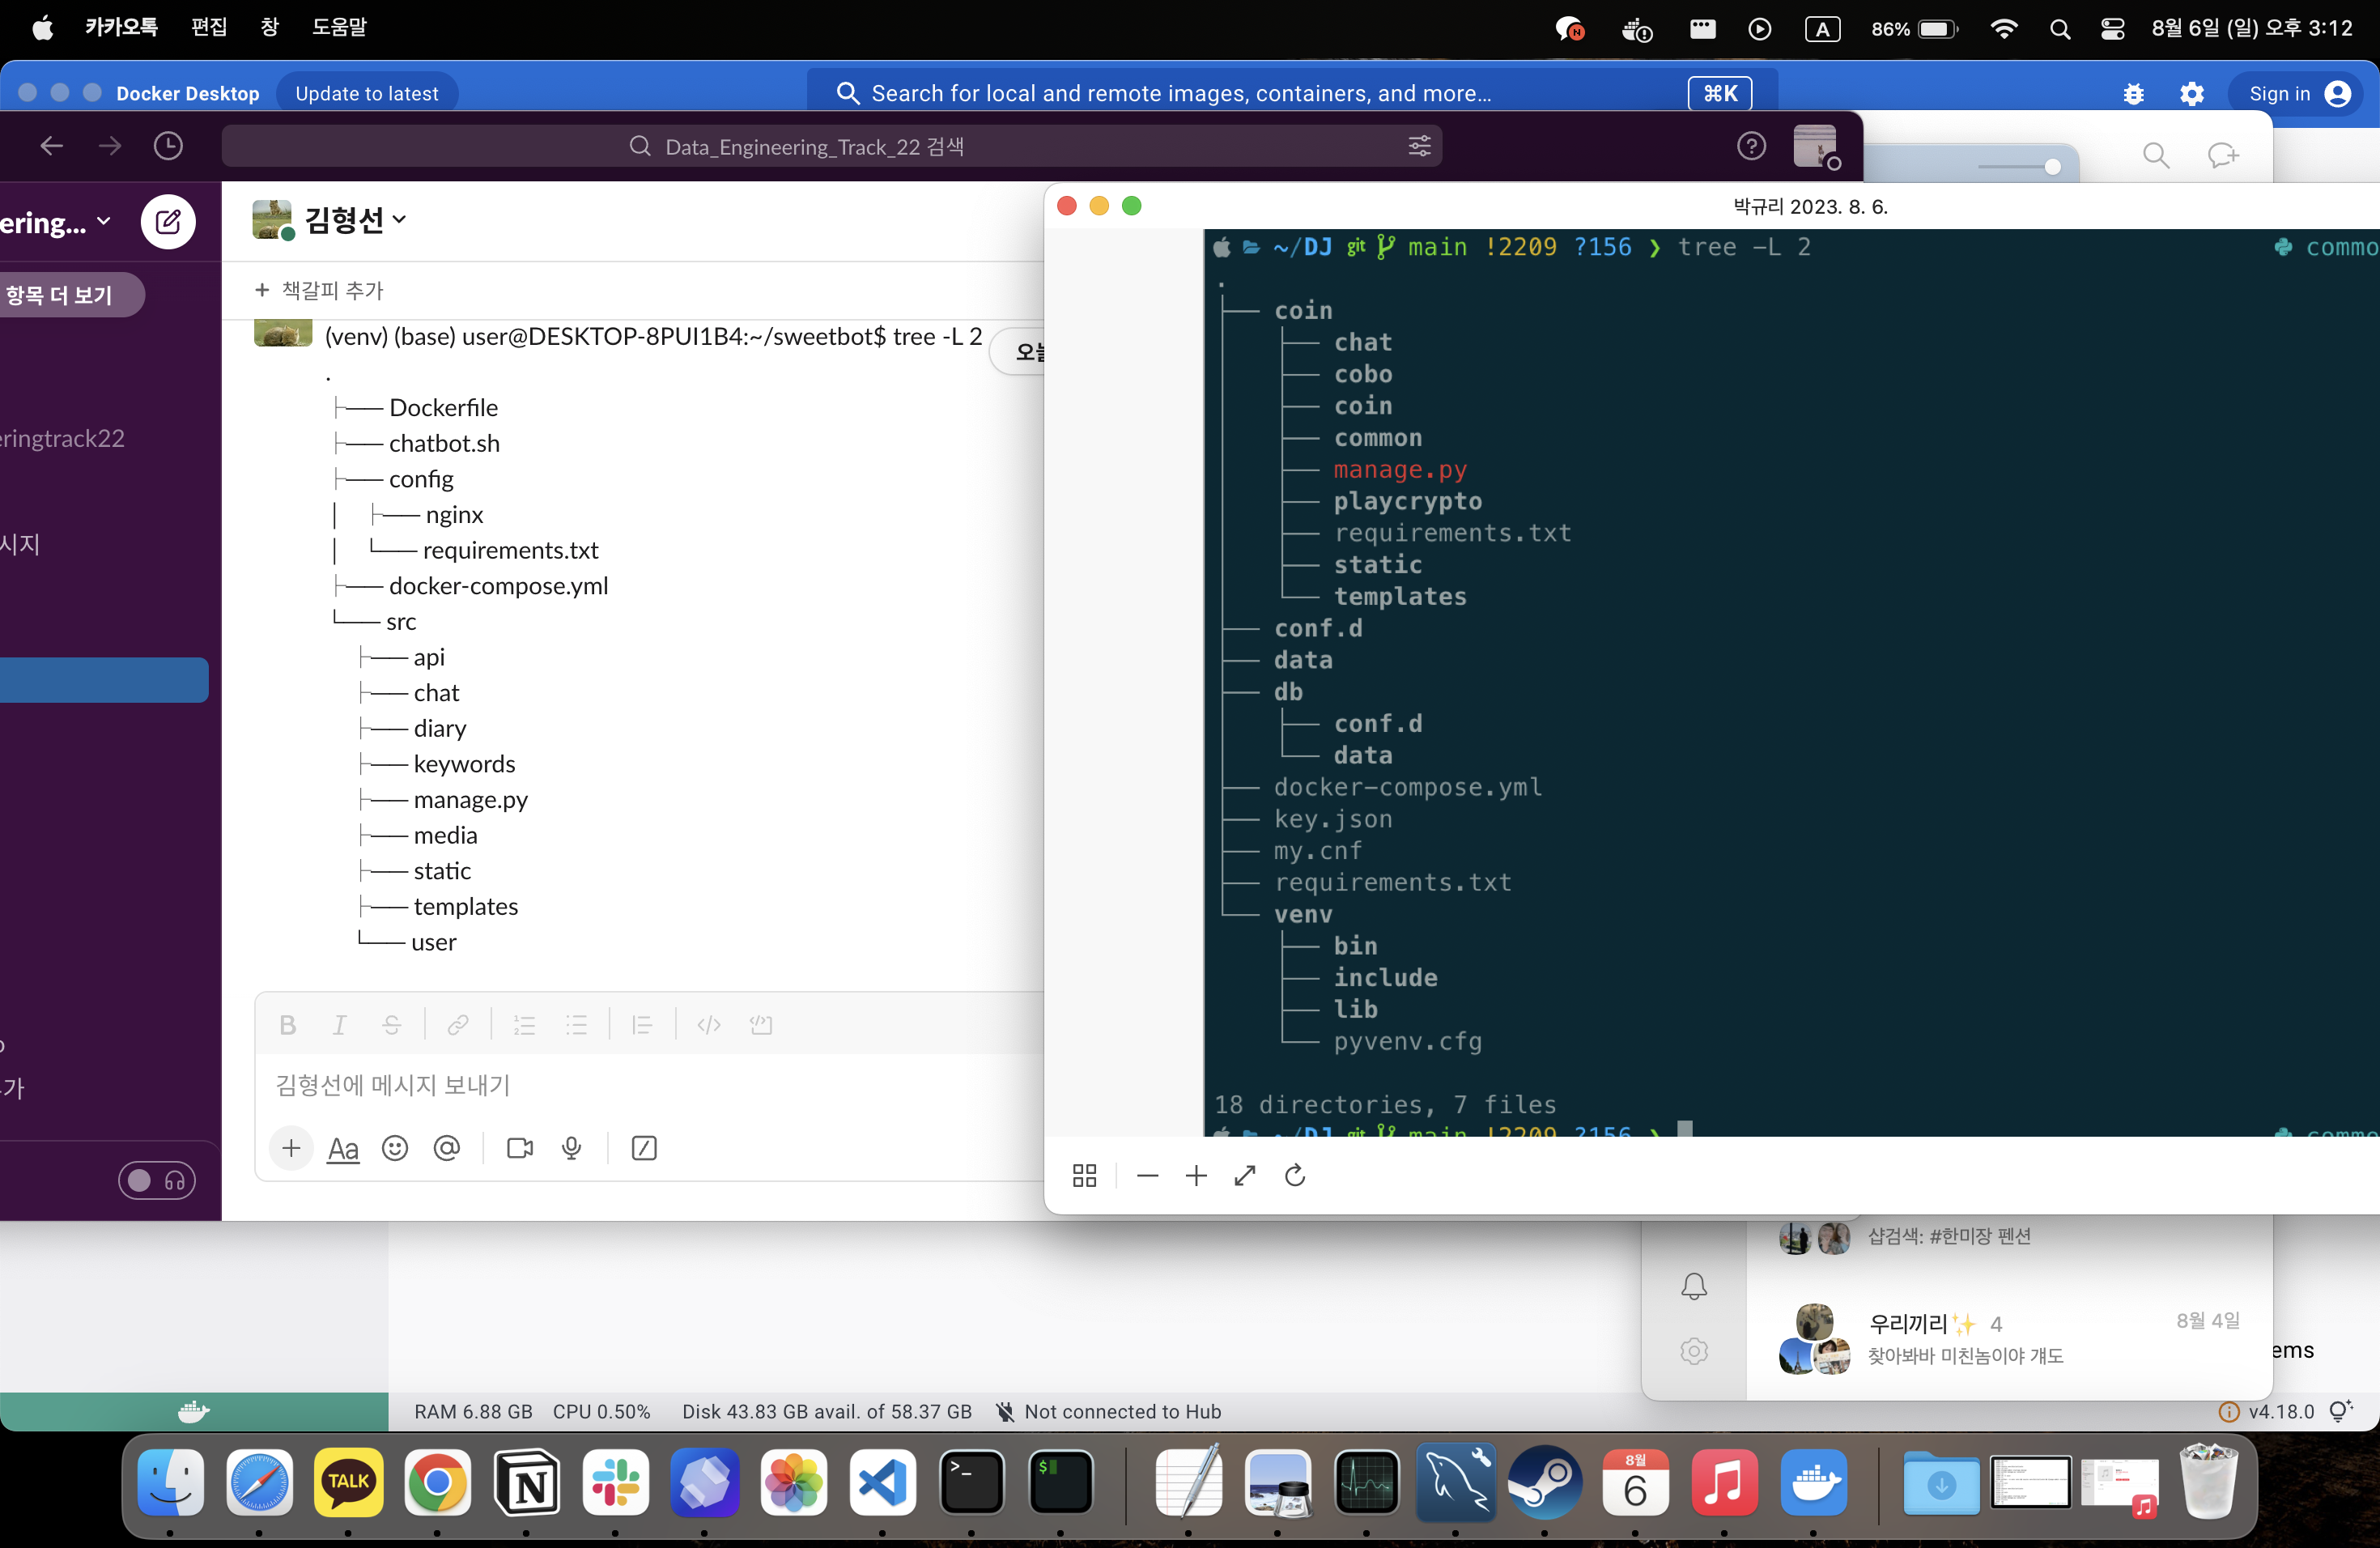 카카오톡 편집 창 도움말
A 86% 8월 6일 (일) 오후 3:12
Docker Desktop Update to latest
Search for local and remote images, containers, and more... ⌘K
Sign in
Data_Engineering_Track_22 검색
ering...
항목 더 보기
eringtrack22
시지
가
김형선
+ 책갈피 추가
(venv) (base) user@DESKTOP-8PUI1B4:~/sweetbot$ tree -L 2
.
├── Dockerfile
├── chatbot.sh
├── config
│ ├── nginx
│ └── requirements.txt
├── docker-compose.yml
└── src
├── api
├── chat
├── diary
├── keywords
├── manage.py
├── media
├── static
├── templates
└── user
B I S
김형선에 메시지 보내기
Aa
박규리 2023. 8. 6.
~/DJ git main !2209 ?156 ❯ tree -L 2 commo
.
├── coin
│ ├── chat
│ ├── cobo
│ ├── coin
│ ├── common
│ ├── manage.py
│ ├── playcrypto
│ ├── requirements.txt
│ ├── static
│ └── templates
├── conf.d
├── data
├── db
│ ├── conf.d
│ └── data
├── docker-compose.yml
├── key.json
├── my.cnf
├── requirements.txt
└── venv
├── bin
├── include
├── lib
└── pyvenv.cfg
18 directories, 7 files
~/DJ git main !2209 ?156 ❯ commo
샵검색: #한미장 펜션
우리끼리✨ 4 8월 4일
찾아봐바 미친놈이야 걔도
ems
RAM 6.88 GB CPU 0.50% Disk 43.83 GB avail. of 58.37 GB Not connected to Hub
v4.18.0
TALK
8월
6